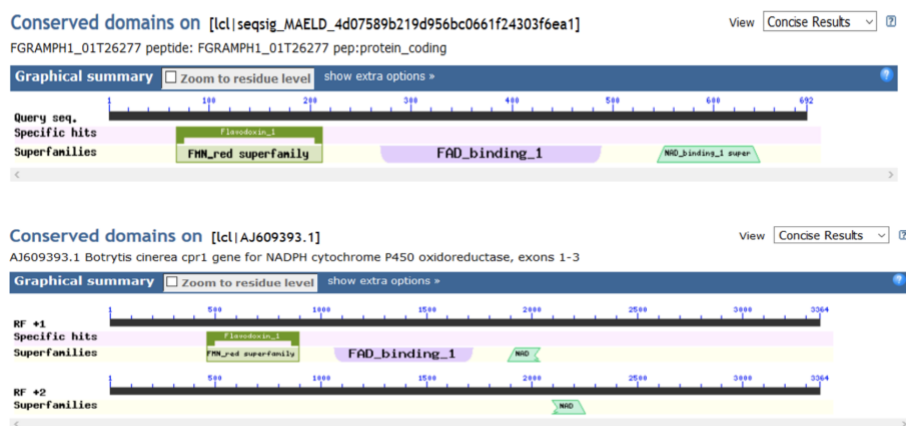 Conserved domains on [lcl|seqsig_MAELD_4d07589b219d956bc0661f24303f6ea1] View Concise Results
FGRAMPH1_01T26277 peptide: FGRAMPH1_01T26277 pep:protein_coding
Graphical summary Zoom to residue level show extra options » ?
1 100 200 300 400 500 600 692
Query seq.
Specific hits Flavodoxin_1
Superfamilies FMN_red superfamily FAD_binding_1 NAD_binding_1 super
Conserved domains on [lcl|AJ609393.1] View Concise Results
AJ609393.1 Botrytis cinerea cpr1 gene for NADPH cytochrome P450 oxidoreductase, exons 1-3
Graphical summary Zoom to residue level show extra options » ?
1 500 1000 1500 2000 2500 3000 3364
RF +1
Specific hits Flavodoxin_1
Superfamilies FMN_red superfamily FAD_binding_1 NAD
1 500 1000 1500 2000 2500 3000 3364
RF +2
Superfamilies NAD